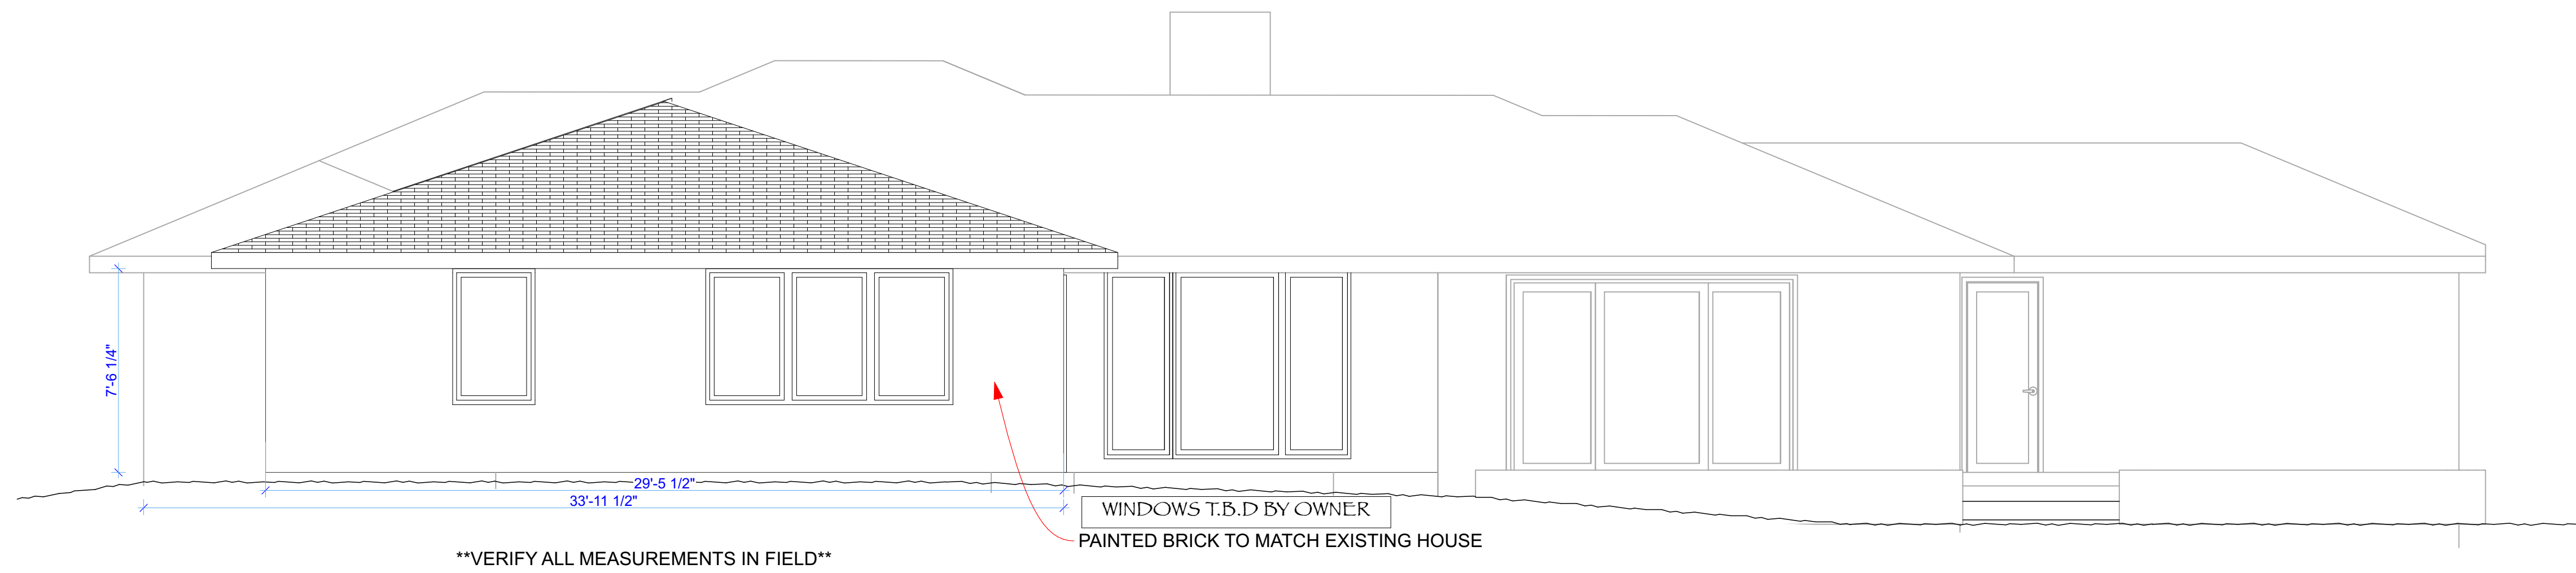 7'-6 1/4"
29'-5 1/2"
33'-11 1/2"
WINDOWS T.B.D BY OWNER
PAINTED BRICK TO MATCH EXISTING HOUSE
**VERIFY ALL MEASUREMENTS IN FIELD**